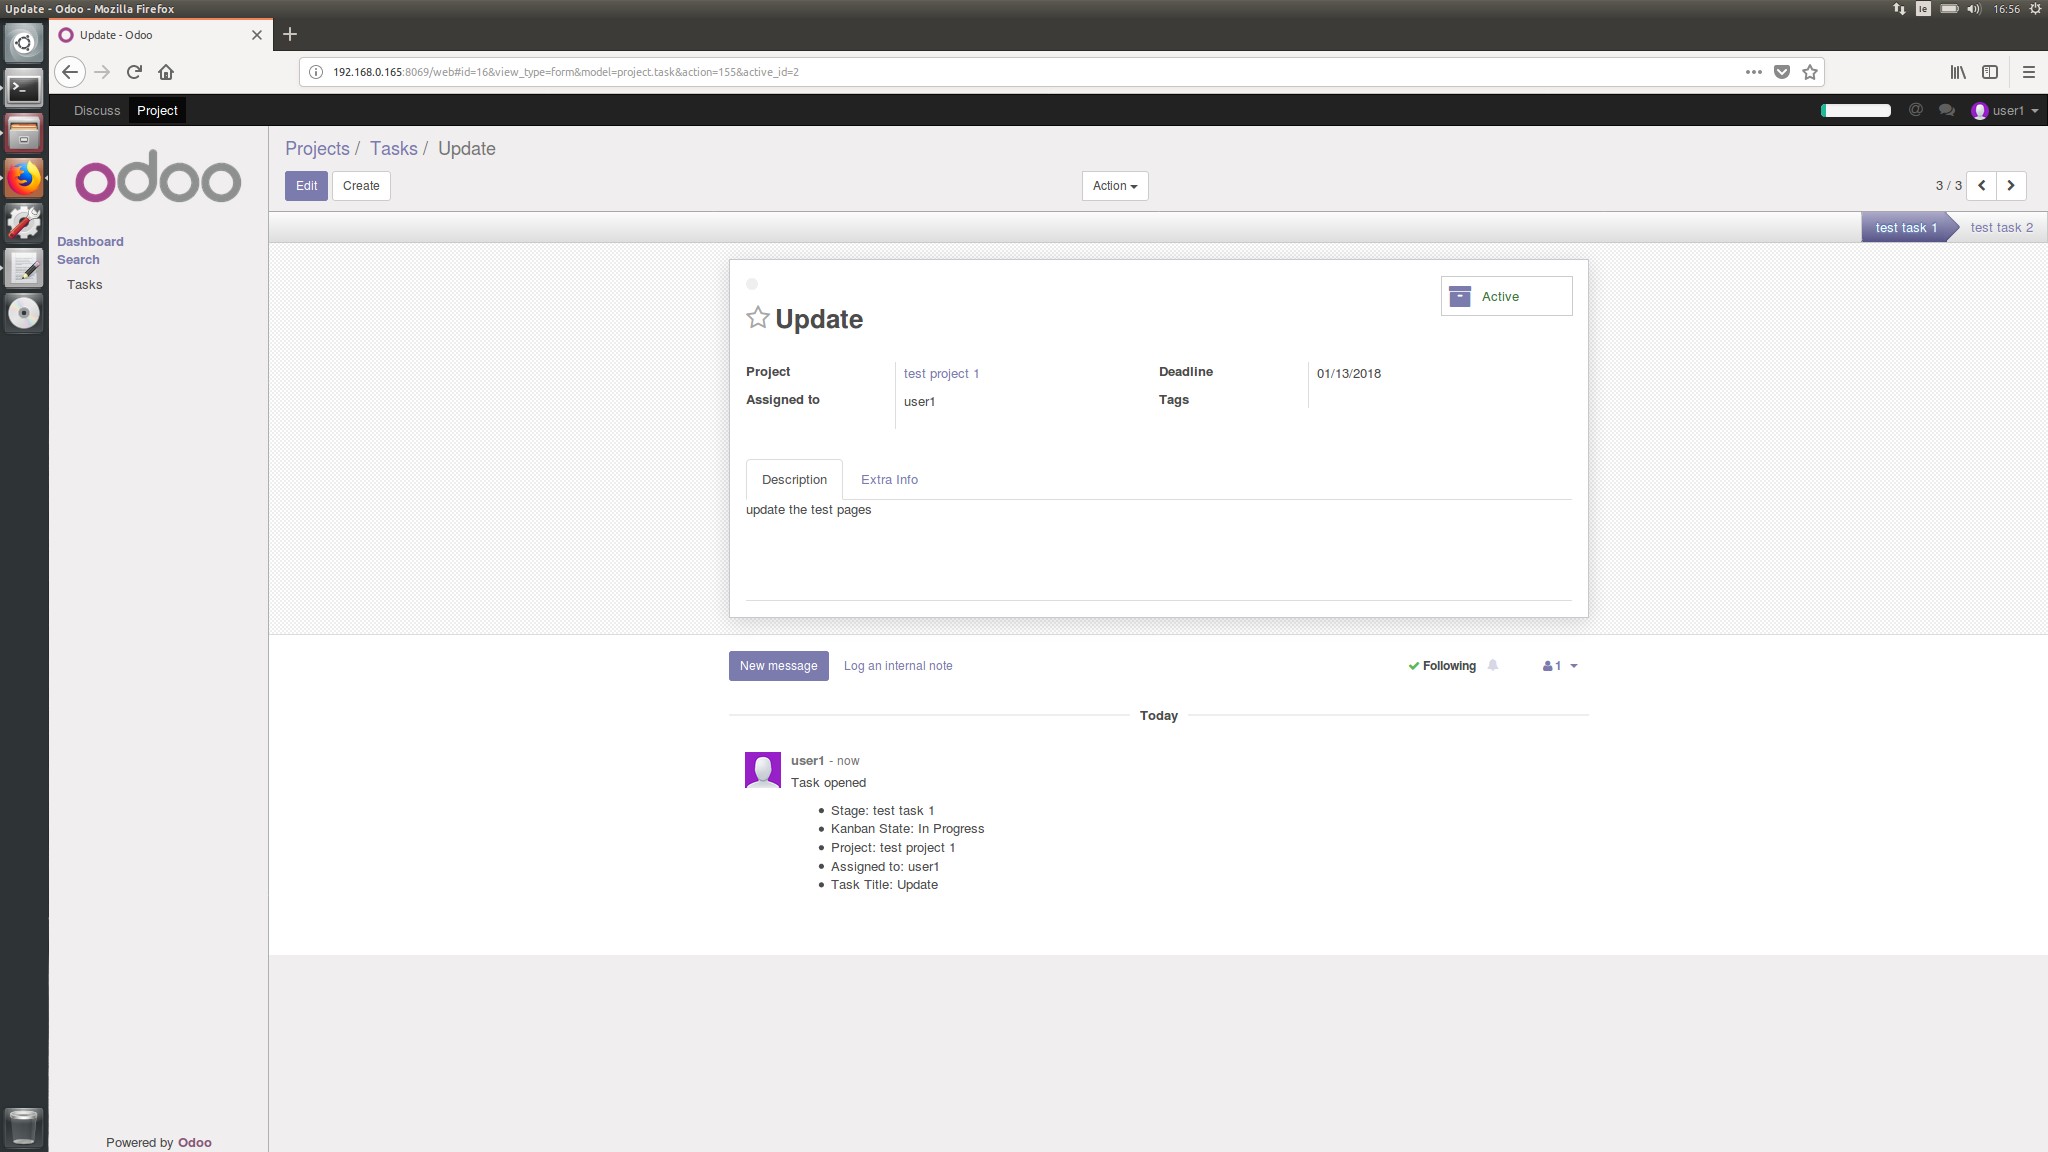 Update - Odoo - Mozilla Firefox
Ie
16:56
Update - Odoo
192.168.0.165:8069/web#id=16&view_type=form&model=project.task&action=155&active_id=2
Discuss
Project
@
user1
odoo
Dashboard
Search
Tasks
Powered by Odoo
Projects / Tasks / Update
Edit
Create
Action
3 / 3
test task 1
test task 2
Active
Update
Project
test project 1
Deadline
01/13/2018
Assigned to
user1
Tags
Description
Extra Info
update the test pages
New message
Log an internal note
Following
1
Today
user1 - now
Task opened
• Stage: test task 1
• Kanban State: In Progress
• Project: test project 1
• Assigned to: user1
• Task Title: Update